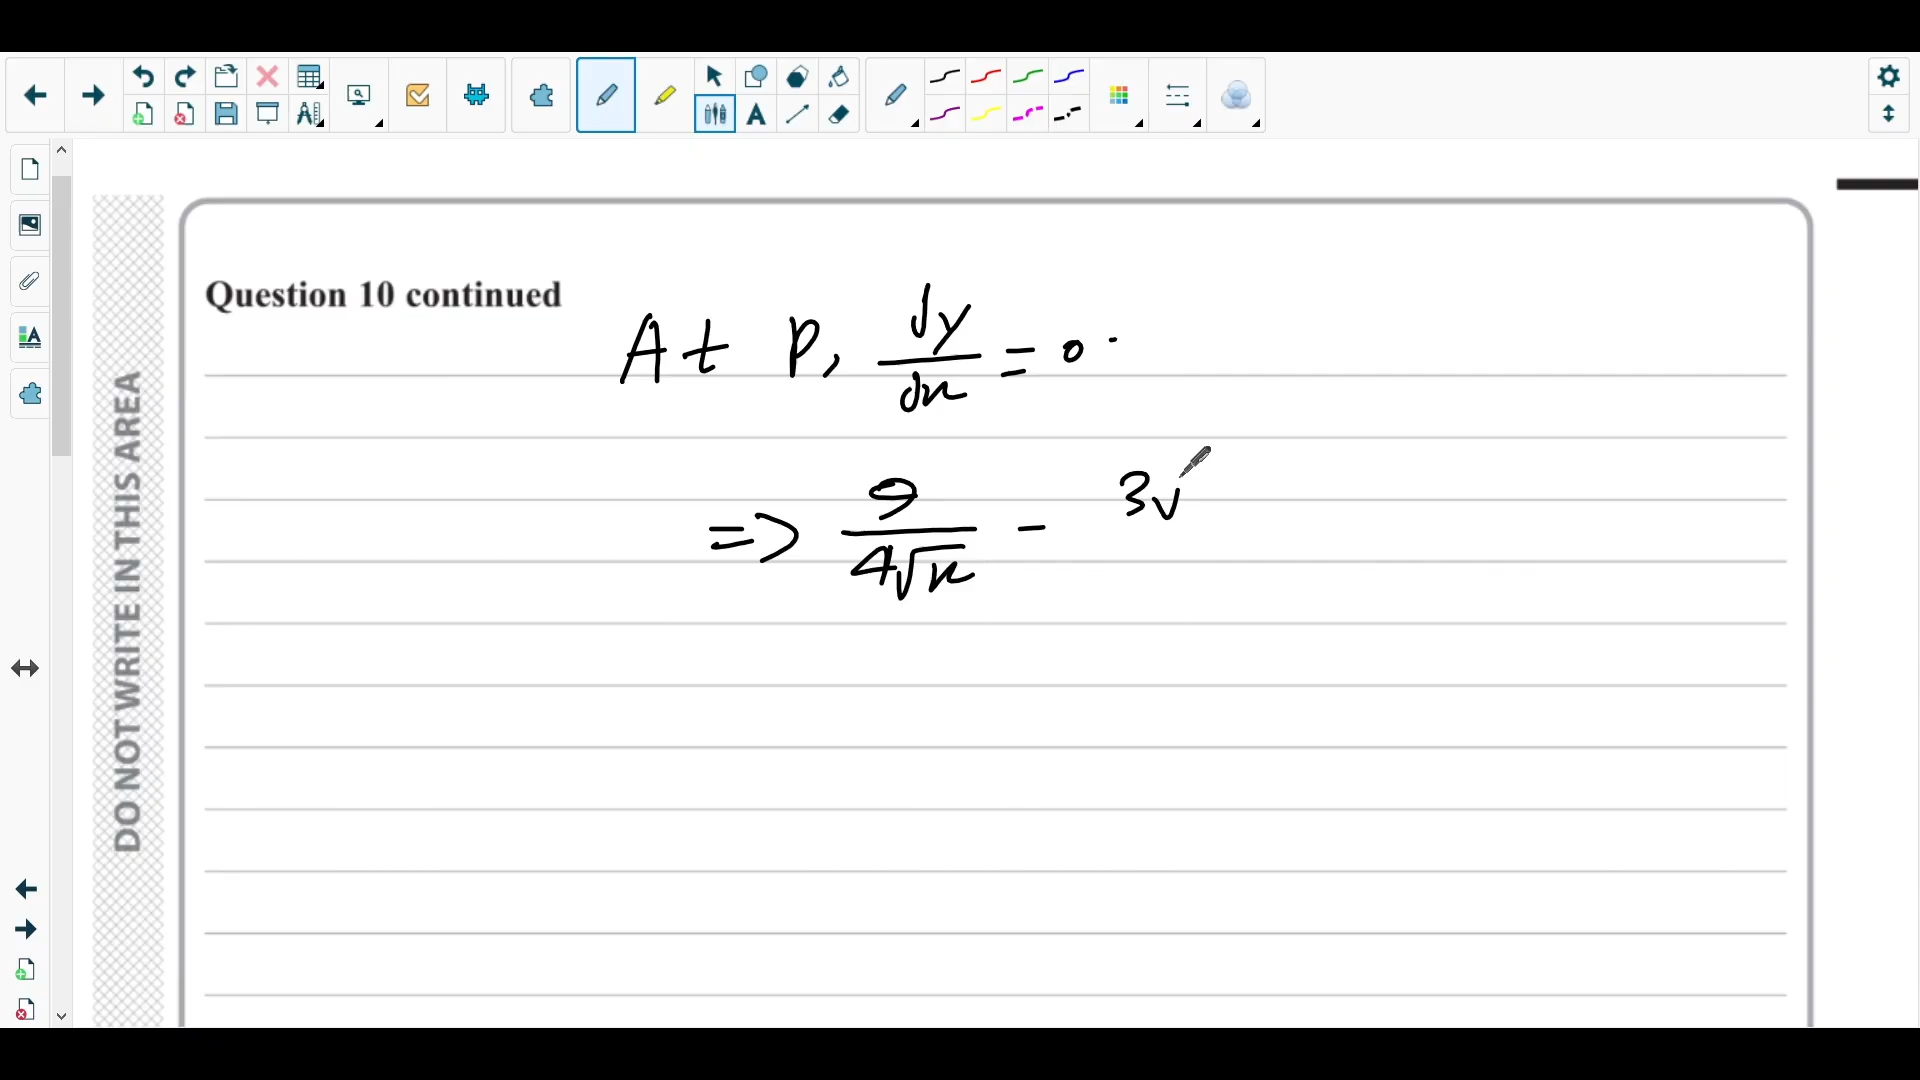 Question 10 continued
At P, dy/dx = 0.
=> 9/4√x - 3√
DO NOT WRITE IN THIS AREA